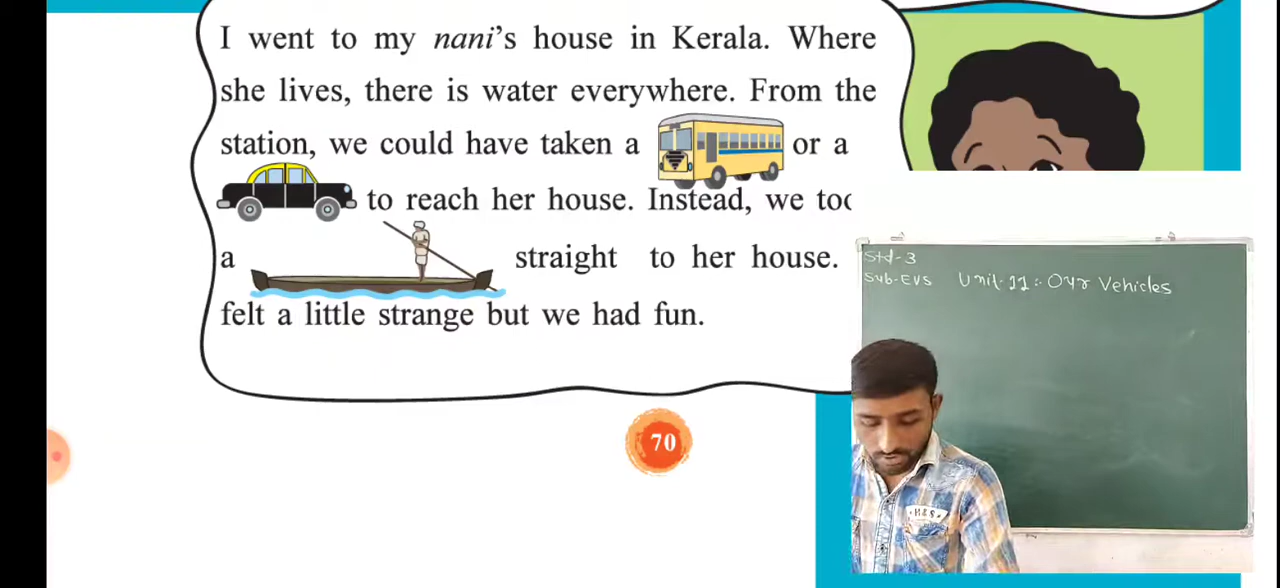 I went to my nani's house in Kerala. Where
she lives, there is water everywhere. From the
station, we could have taken a or a
to reach her house. Instead, we too
a straight to her house.
felt a little strange but we had fun.
70
Std-3
Sub-EVS Unit-11:- Our Vehicles